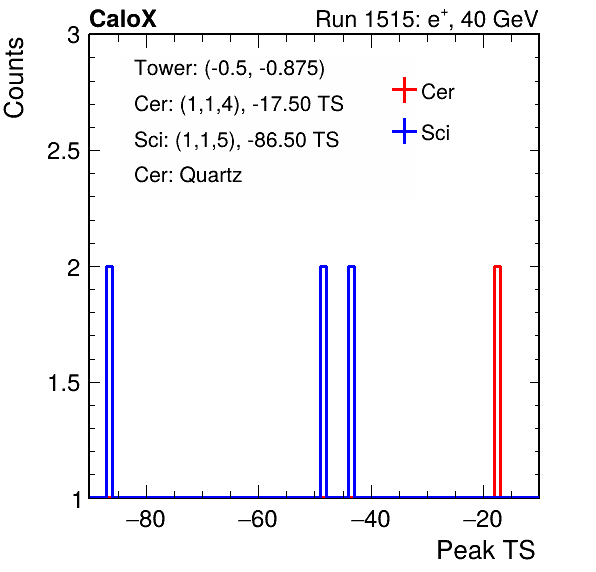 CaloX Run 1515: e⁺, 40 GeV
Counts
3
2.5
2
1.5
1
Tower: (-0.5, -0.875)
Cer: (1,1,4), -17.50 TS
Sci: (1,1,5), -86.50 TS
Cer: Quartz
Cer
Sci
−80 −60 −40 −20
Peak TS